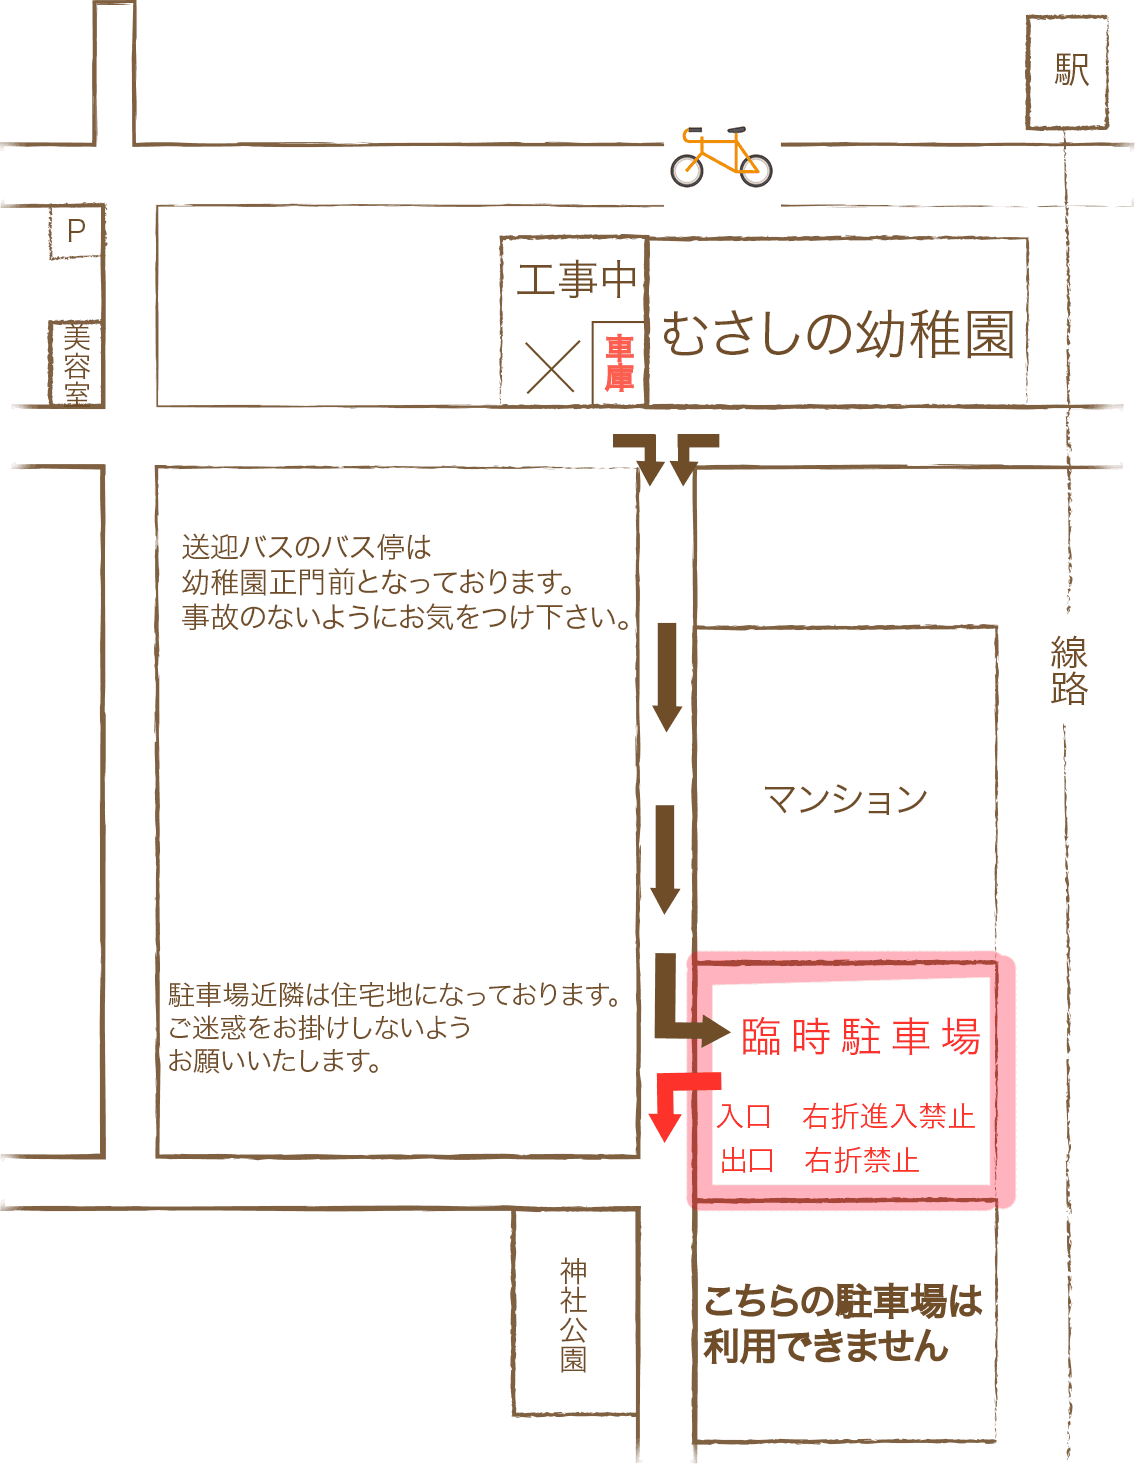 駅
P
工事中
むさしの幼稚園
美容室
車庫
送迎バスのバス停は
幼稚園正門前となっております。
事故のないようにお気をつけ下さい。
線路
マンション
駐車場近隣は住宅地になっております。
ご迷惑をお掛けしないよう
お願いいたします。
臨時駐車場
入口　右折進入禁止
出口　右折禁止
神社公園
こちらの駐車場は
利用できません